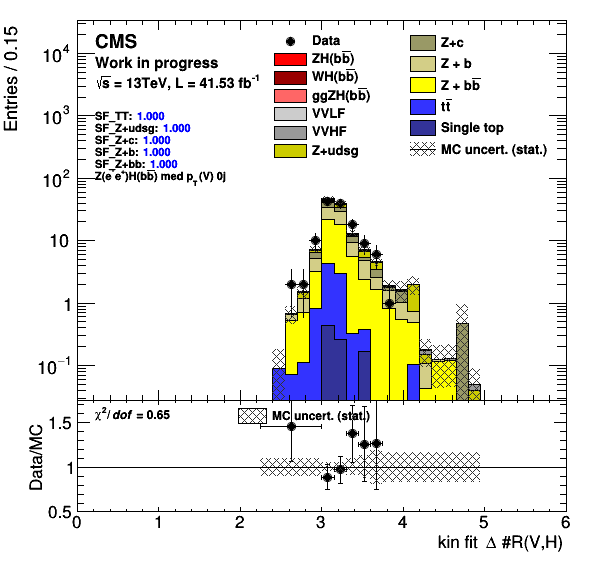 CMS
Work in progress
√s = 13TeV, L = 41.53 fb⁻¹
SF_TT: 1.000
SF_Z+udsg: 1.000
SF_Z+c: 1.000
SF_Z+b: 1.000
SF_Z+bb: 1.000
Z(e⁻e⁺)H(bb̅) med p_T(V) 0j
Data
ZH(bb̅)
WH(bb̅)
ggZH(bb̅)
VVLF
VVHF
Z+udsg
Z+c
Z + b
Z + bb̅
tt̅
Single top
MC uncert. (stat.)
Entries / 0.15
10⁴
10³
10²
10
1
10⁻¹
χ²/dof = 0.65
MC uncert. (stat.)
Data/MC
1.5
1
0.5
0 1 2 3 4 5 6
kin fit Δ #R(V,H)